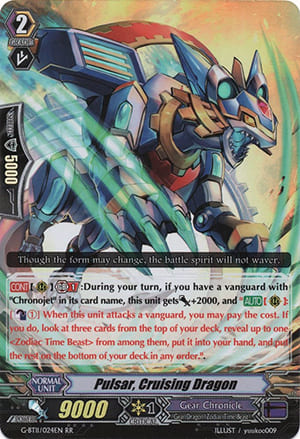 2
GRADE
5000
Though the form may change, the battle spirit will not waver.
CONT [ ] :During your turn, if you have a vanguard with
"Chronojet" in its card name, this unit gets +2000, and " AUTO [ ] :
[ ① ] When this unit attacks a vanguard, you may pay the cost. If
you do, look at three cards from the top of your deck, reveal up to one
<Zodiac Time Beast> from among them, put it into your hand, and put
the rest on the bottom of your deck in any order.".
NORMAL
UNIT
Pulsar, Cruising Dragon
POWER
9000
1
CRITICAL
Gear Chronicle
Gear Dragon/Zodiac Time Beast
G-BT11/024EN RR
ILLUST / yuukoo009